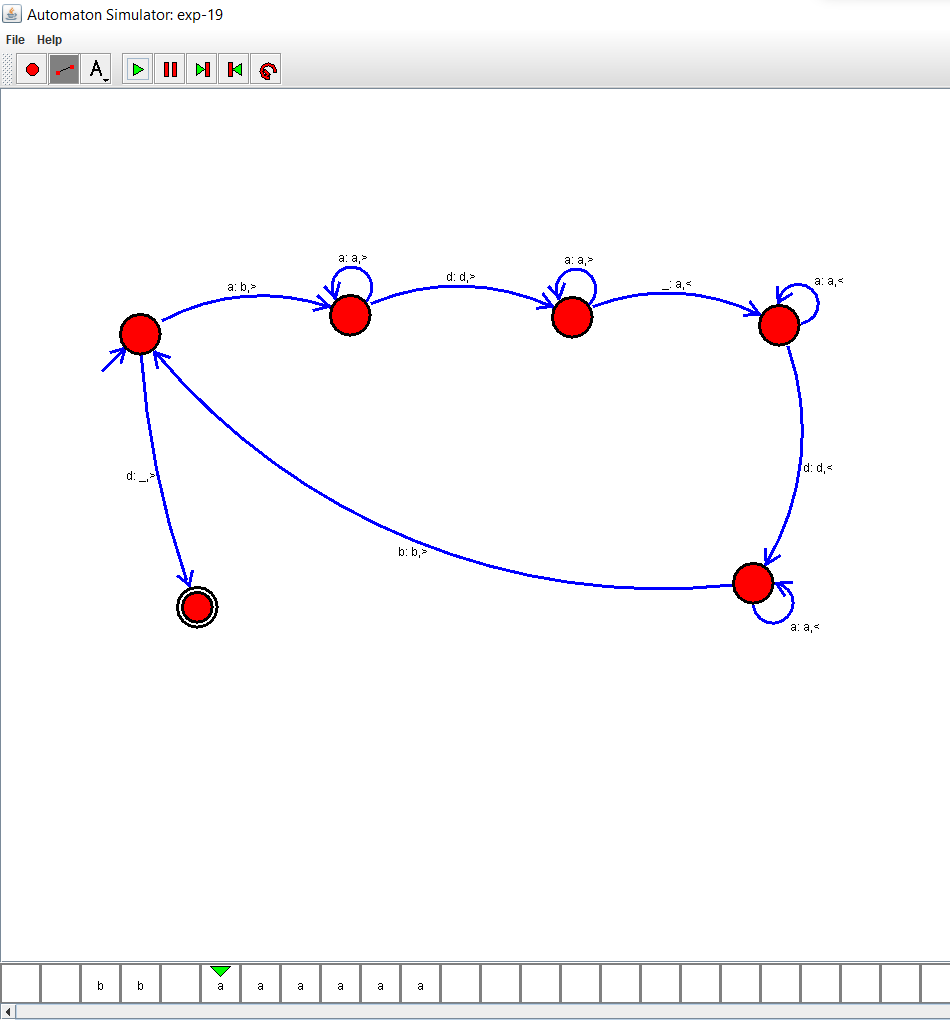 Automaton Simulator: exp-19
File Help
A
a: a,>
a: a,>
d: d,>
a: b,>
_: a,<
a: a,<
d: _,>
d: d,<
b: b,>
a: a,<
b b a a a a a a